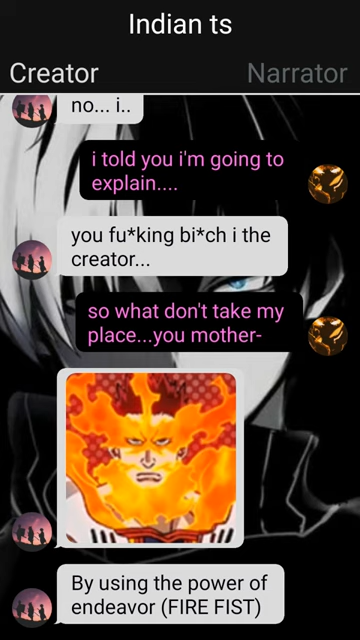 Indian ts
Creator
Narrator
no... i..
i told you i'm going to
explain....
you fu*king bi*ch i the
creator...
so what don't take my
place...you mother-
By using the power of
endeavor (FIRE FIST)